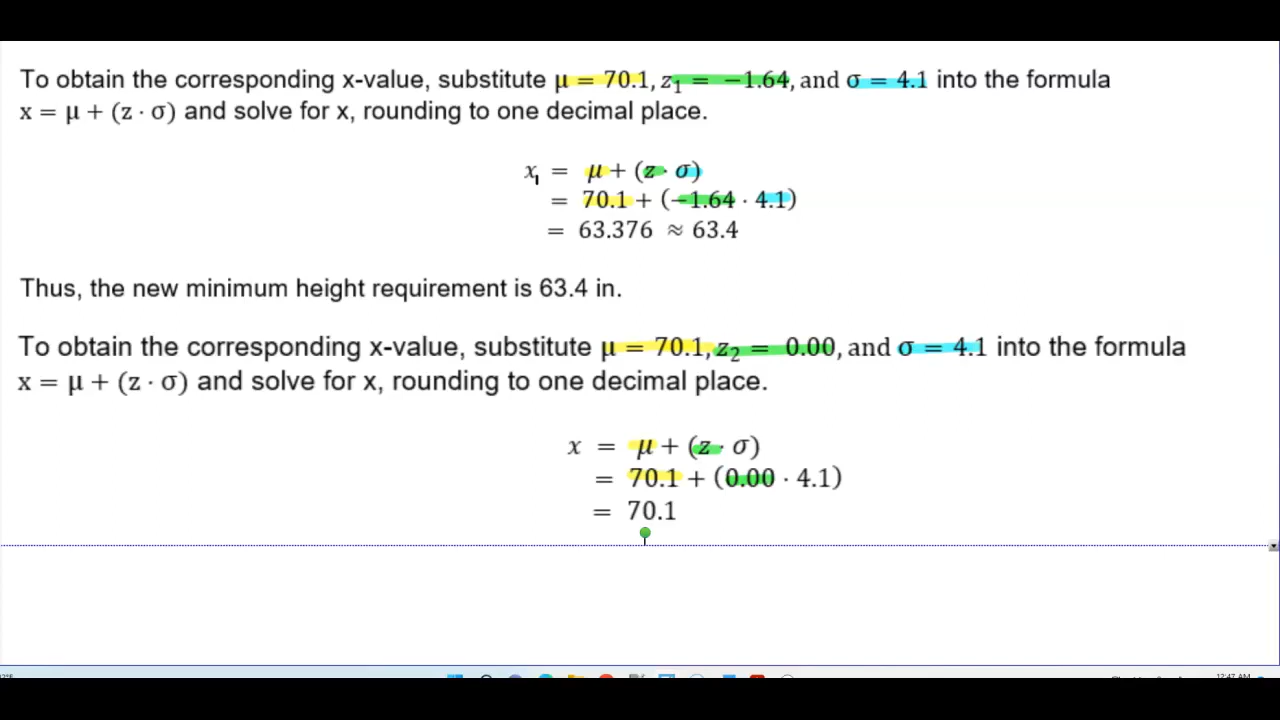 To obtain the corresponding x-value, substitute μ = 70.1, z₁ = −1.64, and σ = 4.1 into the formula
x = μ + (z · σ) and solve for x, rounding to one decimal place.
x₁ = μ + (z · σ)
= 70.1 + (−1.64 · 4.1)
= 63.376 ≈ 63.4
Thus, the new minimum height requirement is 63.4 in.
To obtain the corresponding x-value, substitute μ = 70.1, z₂ = 0.00, and σ = 4.1 into the formula
x = μ + (z · σ) and solve for x, rounding to one decimal place.
x = μ + (z · σ)
= 70.1 + (0.00 · 4.1)
= 70.1
12:47 AM